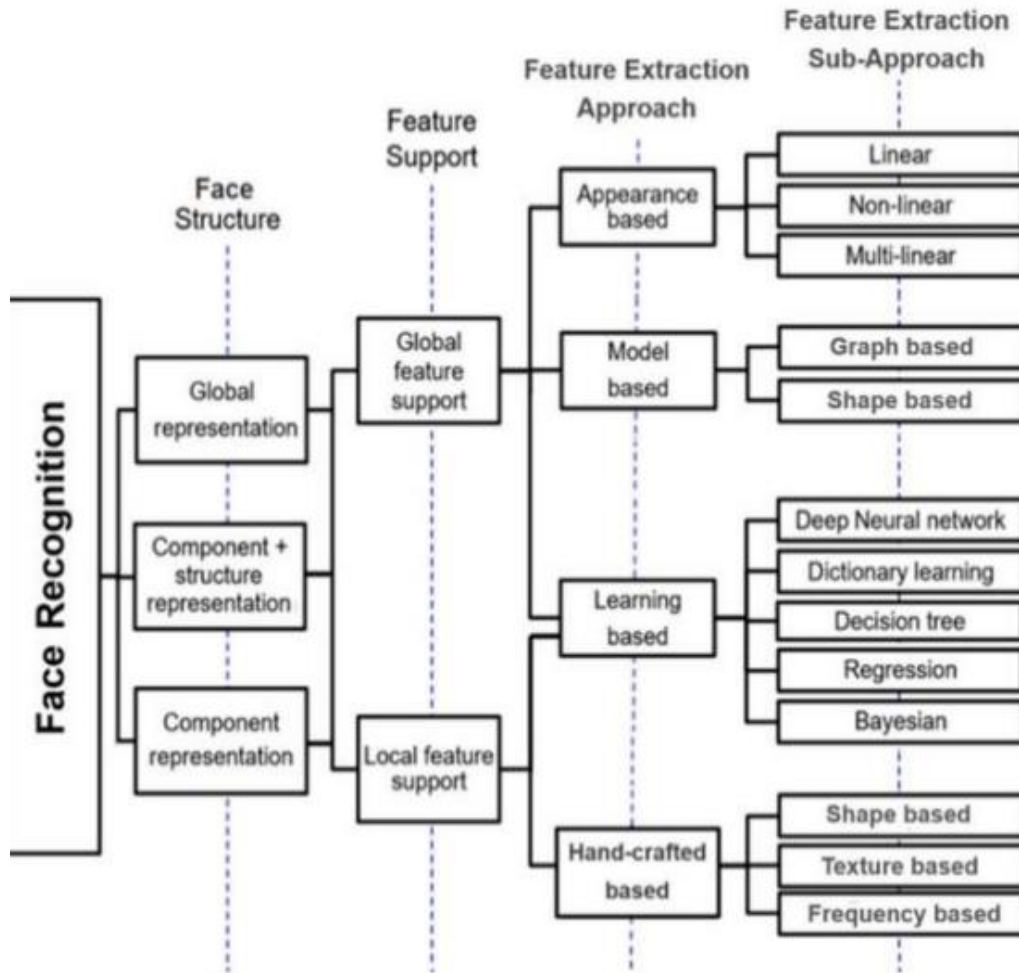 Feature Extraction
Sub-Approach
Feature Extraction
Approach
Feature
Support
Face
Structure
Face Recognition
Global
representation
Component +
structure
representation
Component
representation
Global
feature
support
Local feature
support
Appearance
based
Model
based
Learning
based
Hand-crafted
based
Linear
Non-linear
Multi-linear
Graph based
Shape based
Deep Neural network
Dictionary learning
Decision tree
Regression
Bayesian
Shape based
Texture based
Frequency based